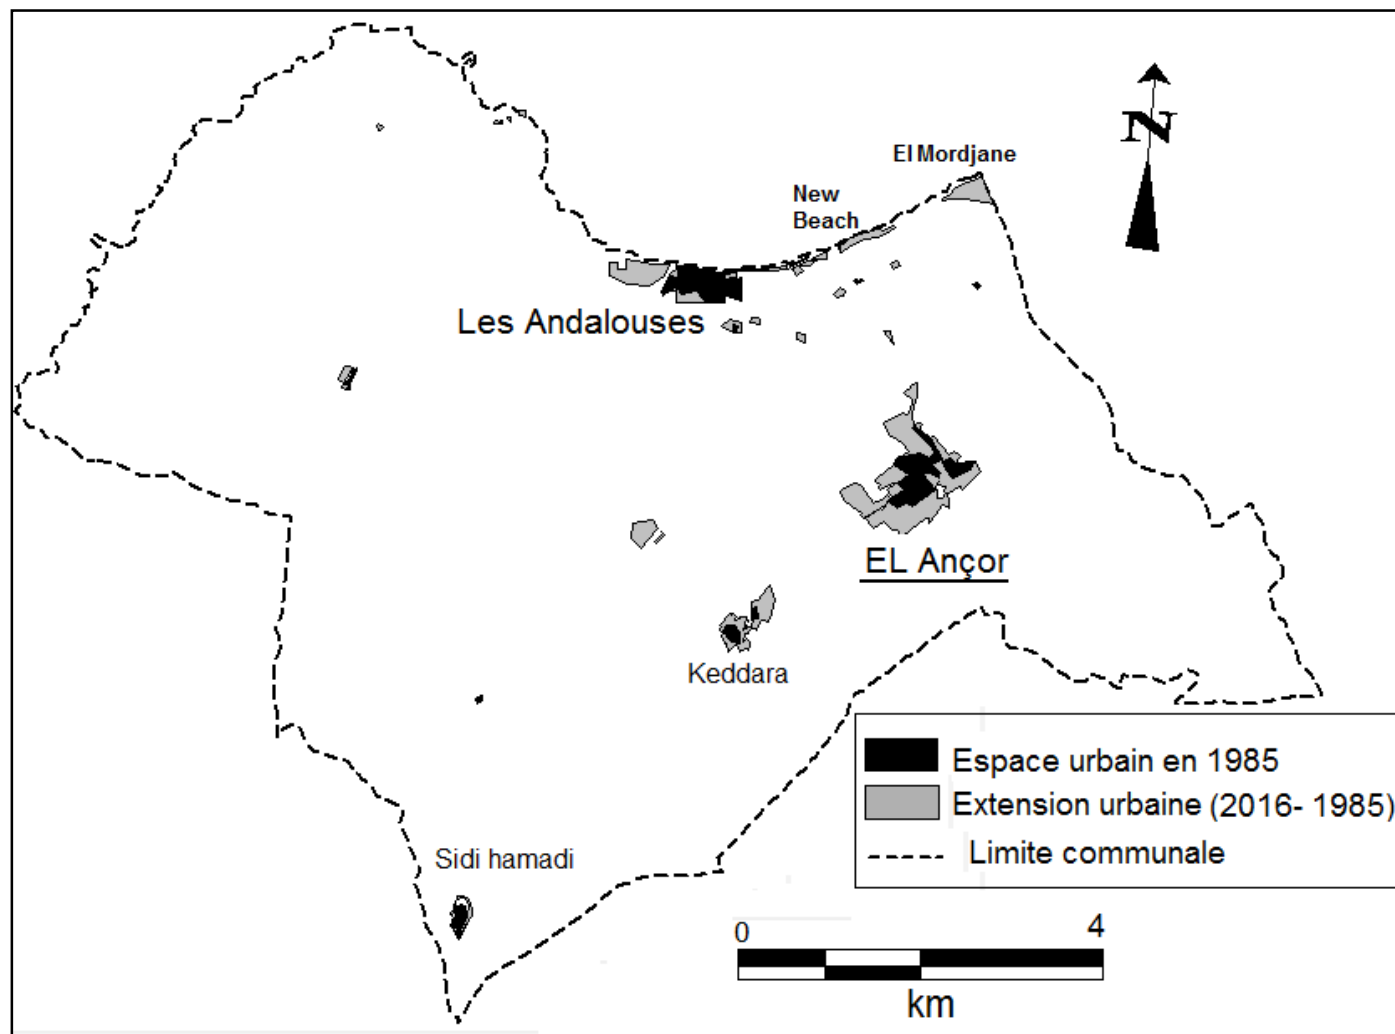 N
El Mordjane
New
Beach
Les Andalouses
EL Ançor
Keddara
Sidi hamadi
Espace urbain en 1985
Extension urbaine (2016- 1985)
Limite communale
0 4
km